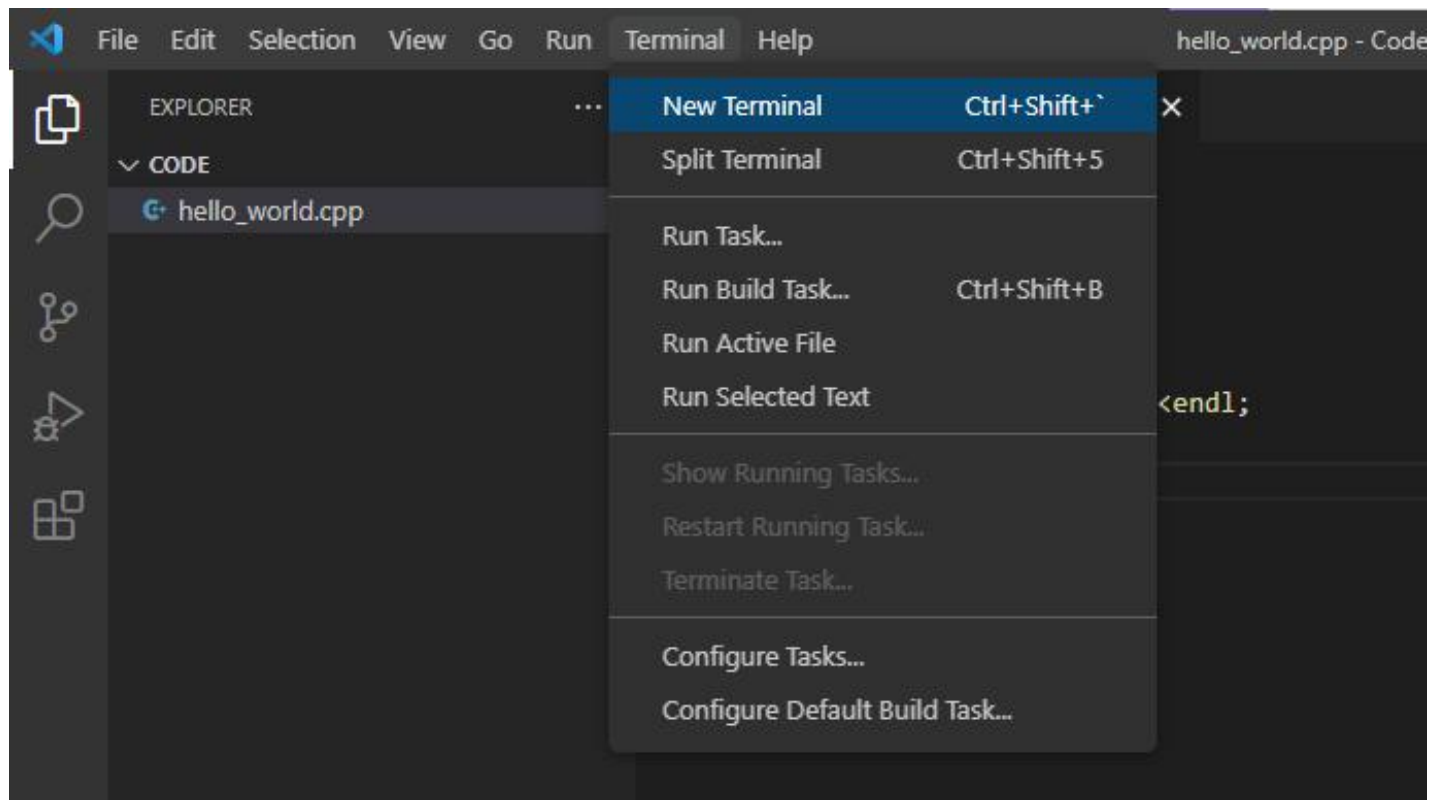 File Edit Selection View Go Run Terminal Help hello_world.cpp - Code
EXPLORER ...
CODE
hello_world.cpp
New Terminal Ctrl+Shift+`
Split Terminal Ctrl+Shift+5
Run Task...
Run Build Task... Ctrl+Shift+B
Run Active File
Run Selected Text
Show Running Tasks...
Restart Running Task...
Terminate Task...
Configure Tasks...
Configure Default Build Task...
<endl;